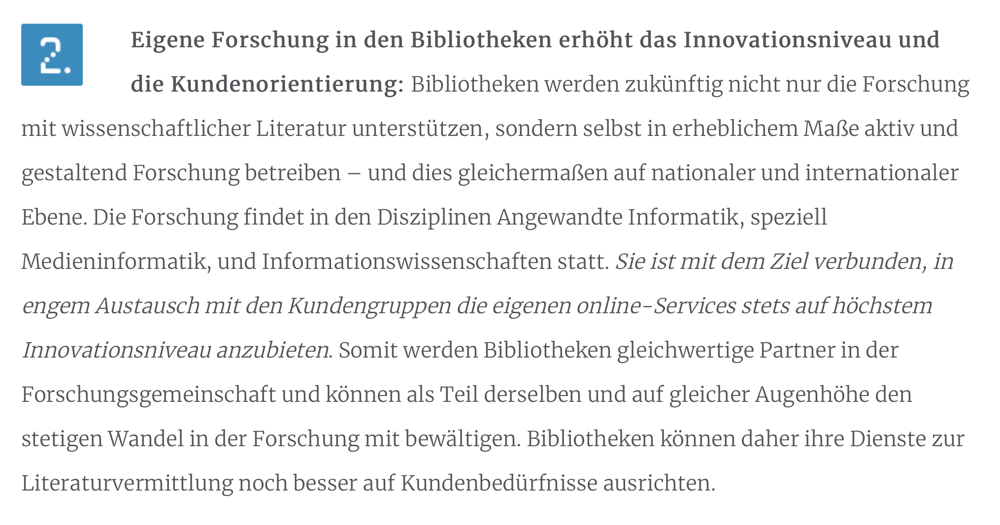 2.
Eigene Forschung in den Bibliotheken erhöht das Innovationsniveau und
die Kundenorientierung: Bibliotheken werden zukünftig nicht nur die Forschung
mit wissenschaftlicher Literatur unterstützen, sondern selbst in erheblichem Maße aktiv und
gestaltend Forschung betreiben – und dies gleichermaßen auf nationaler und internationaler
Ebene. Die Forschung findet in den Disziplinen Angewandte Informatik, speziell
Medieninformatik, und Informationswissenschaften statt. Sie ist mit dem Ziel verbunden, in
engem Austausch mit den Kundengruppen die eigenen online-Services stets auf höchstem
Innovationsniveau anzubieten. Somit werden Bibliotheken gleichwertige Partner in der
Forschungsgemeinschaft und können als Teil derselben und auf gleicher Augenhöhe den
stetigen Wandel in der Forschung mit bewältigen. Bibliotheken können daher ihre Dienste zur
Literaturvermittlung noch besser auf Kundenbedürfnisse ausrichten.